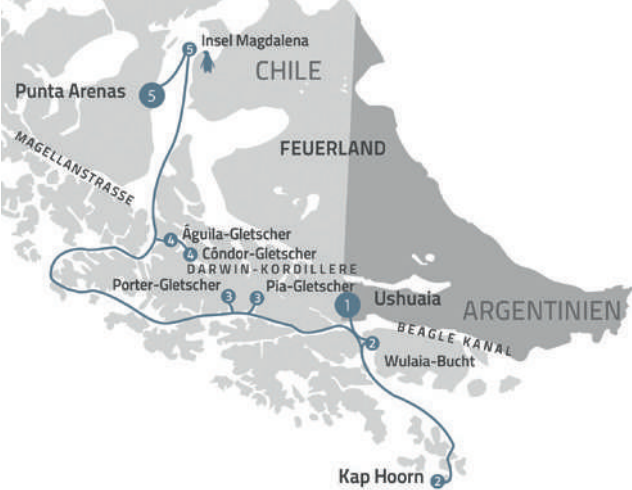 5 Insel Magdalena
CHILE
Punta Arenas 5
MAGELLANSTRASSE
FEUERLAND
4 Águila-Gletscher
4 Cóndor-Gletscher
DARWIN-KORDILLERE
Porter-Gletscher 3
3 Pia-Gletscher
1 Ushuaia
ARGENTINIEN
BEAGLE KANAL
2
Wulaia-Bucht
Kap Hoorn 2